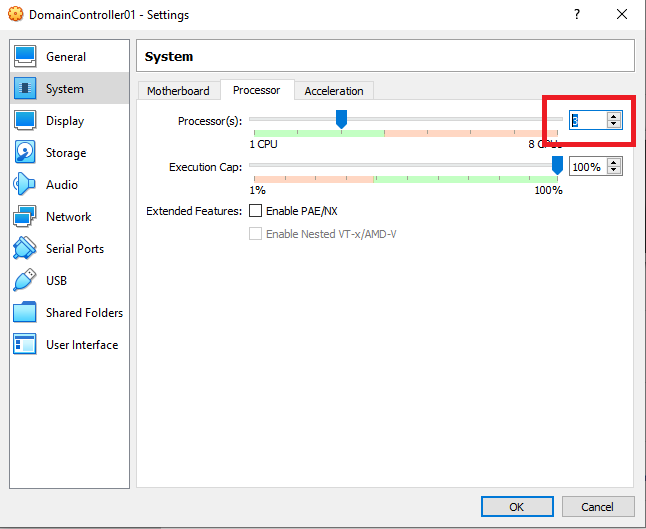 DomainController01 - Settings
?
General
System
Display
Storage
Audio
Network
Serial Ports
USB
Shared Folders
User Interface
System
Motherboard
Processor
Acceleration
Processor(s):
3
1 CPU
8 CPUs
Execution Cap:
100%
1%
100%
Extended Features:
Enable PAE/NX
Enable Nested VT-x/AMD-V
OK
Cancel